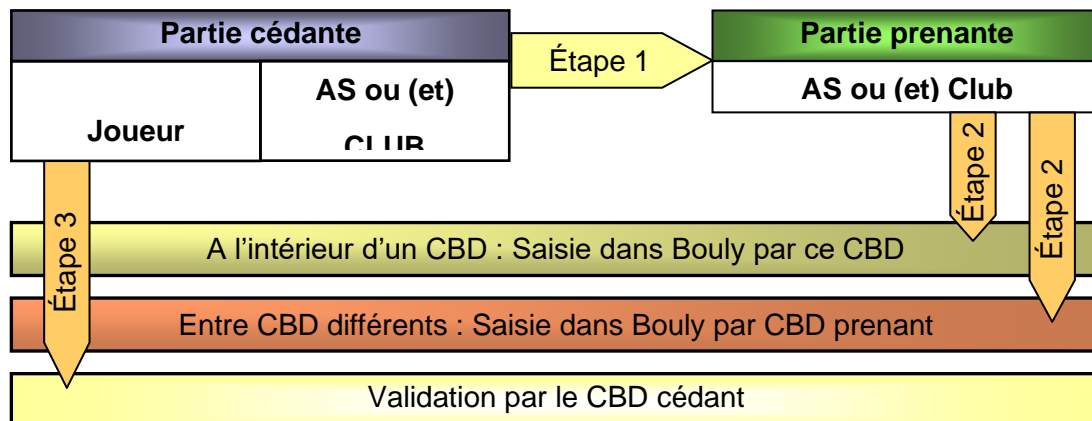 Partie cédante
Étape 1
Partie prenante
Joueur
AS ou (et)
CLUB
AS ou (et) Club
Étape 2
Étape 2
Étape 3
A l'intérieur d'un CBD : Saisie dans Bouly par ce CBD
Entre CBD différents : Saisie dans Bouly par CBD prenant
Validation par le CBD cédant